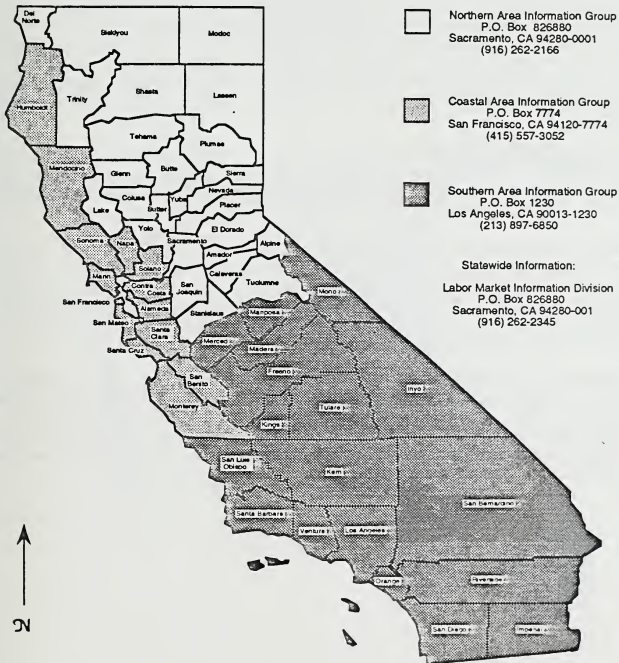 Northern Area Information Group
P.O. Box 826880
Sacramento, CA 94280-0001
(916) 262-2166
Coastal Area Information Group
P.O. Box 7774
San Francisco, CA 94120-7774
(415) 557-3052
Southern Area Information Group
P.O. Box 1230
Los Angeles, CA 90013-1230
(213) 897-6850
Statewide Information:
Labor Market Information Division
P.O. Box 826880
Sacramento, CA 94280-001
(916) 262-2345
Del
Norte
Siskiyou
Modoc
Humboldt
Trinity
Shasta
Lassen
Tehama
Plumas
Mendocino
Glenn
Butte
Sierra
Nevada
Colusa
Yuba
Placer
Lake
Sutter
Yolo
El Dorado
Sonoma
Napa
Sacramento
Alpine
Amador
Solano
Calaveras
Marin
Contra
Costa
San
Joaquin
Tuolumne
Mono
San Francisco
Alameda
Stanislaus
Mariposa
San Mateo
Santa
Clara
Merced
Madera
Santa Cruz
Fresno
San
Benito
Inyo
Monterey
Tulare
Kings
San Luis
Obispo
Kern
San Bernardino
Santa Barbara
Ventura
Los Angeles
Orange
Riverside
San Diego
Imperial
N